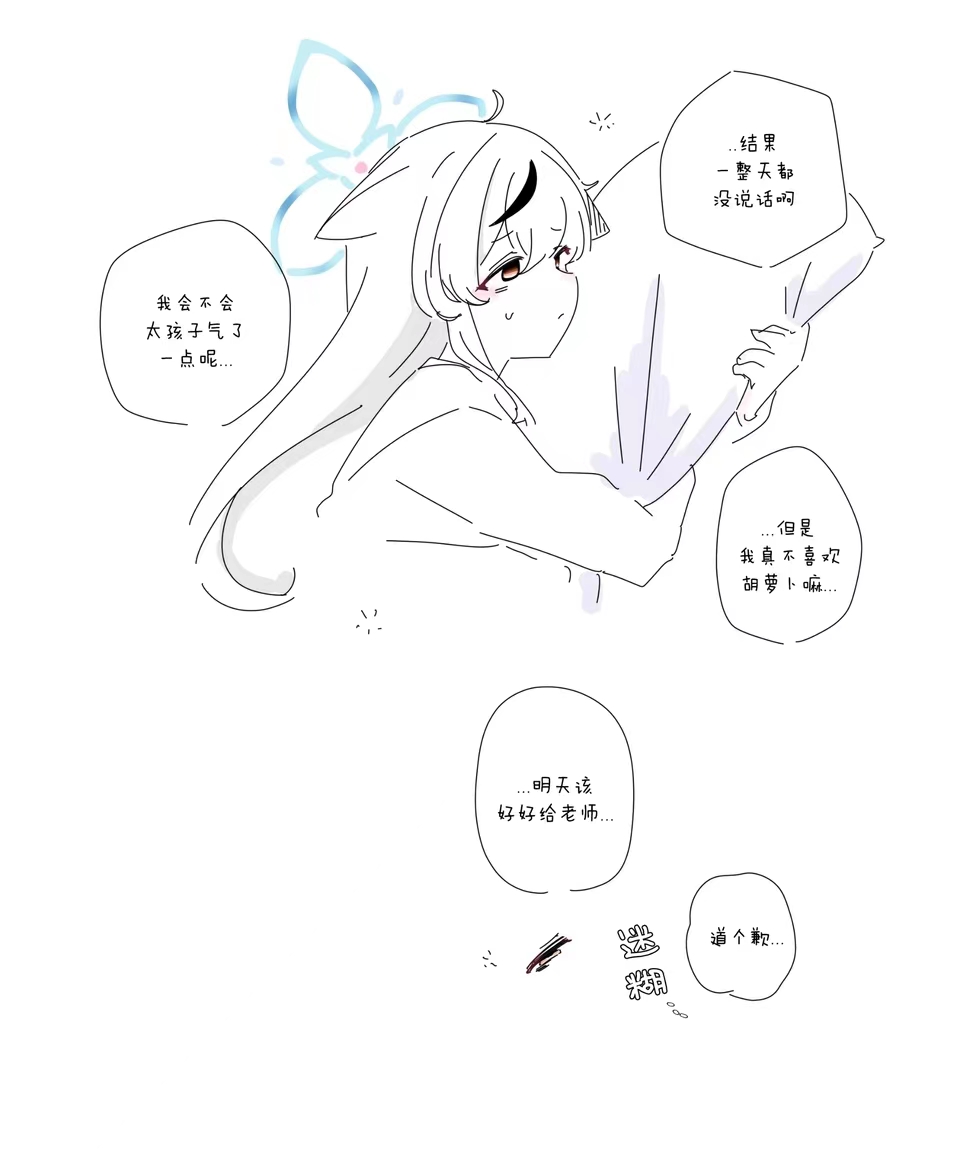 ..结果
一整天都
没说话啊
我会不会
太孩子气了
一点呢...
...但是
我真不喜欢
胡萝卜嘛...
...明天该
好好给老师...
道个歉...
迷
糊